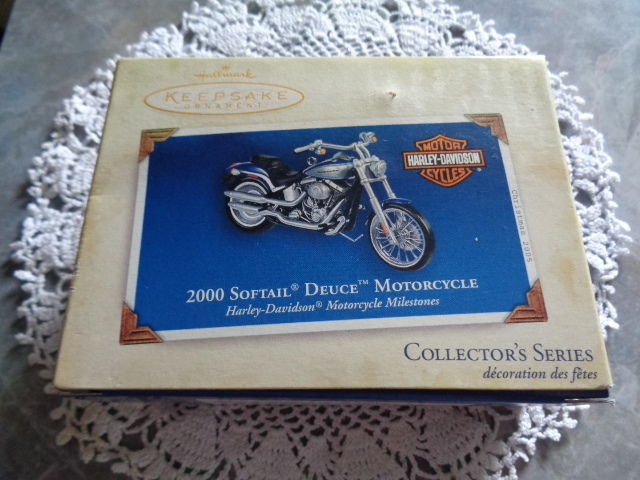 Hallmark
KEEPSAKE
ORNAMENT
MOTOR
HARLEY-DAVIDSON
CYCLES
Christmas 2005
2000 SOFTAIL® DEUCE™ MOTORCYCLE
Harley-Davidson® Motorcycle Milestones
COLLECTOR'S SERIES
décoration des fêtes